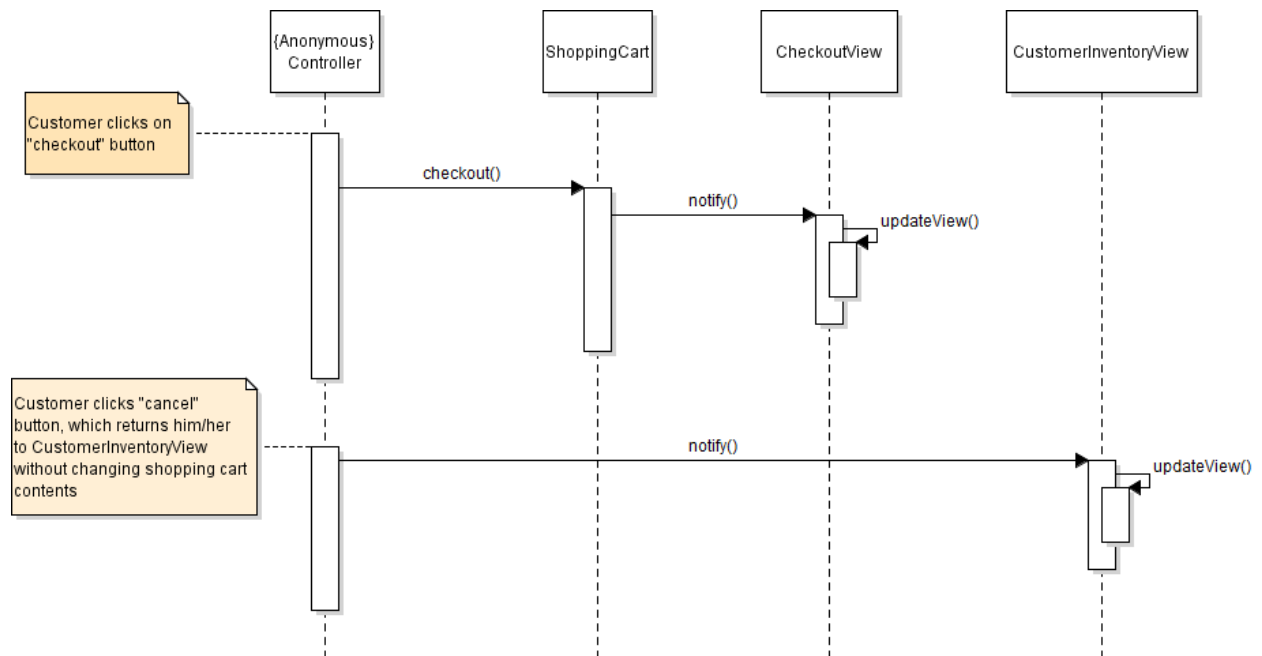 {Anonymous}
Controller
ShoppingCart
CheckoutView
CustomerInventoryView
Customer clicks on
"checkout" button
checkout()
notify()
updateView()
Customer clicks "cancel"
button, which returns him/her
to CustomerInventoryView
without changing shopping cart
contents
notify()
updateView()